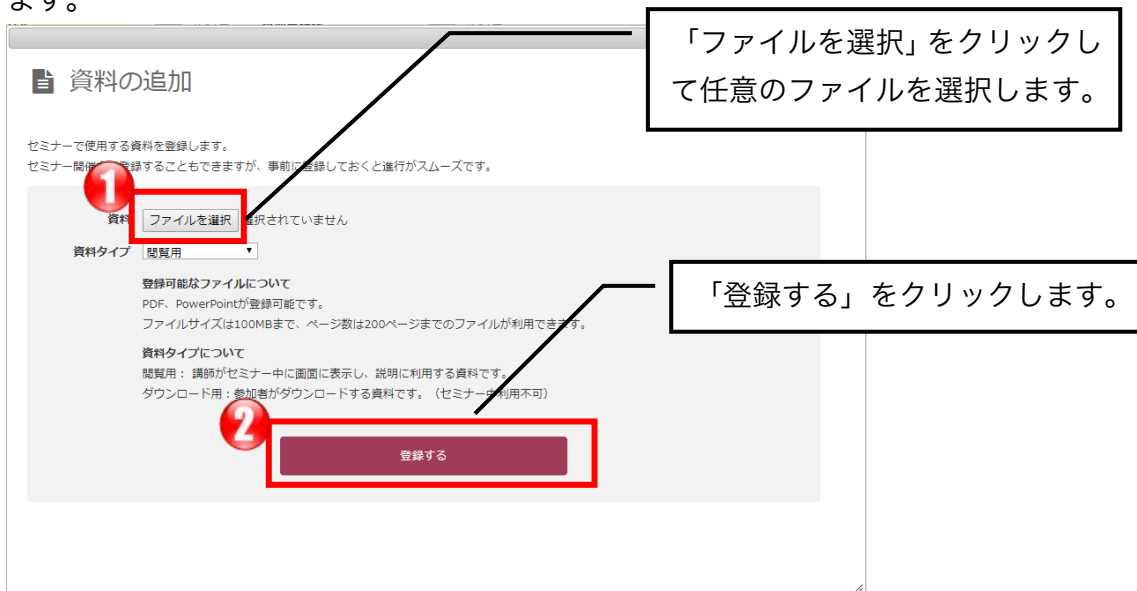 ます。
「ファイルを選択」をクリックし
て任意のファイルを選択します。
資料の追加
セミナーで使用する資料を登録します。
セミナー開催 登録することもできますが、事前に登録しておくと進行がスムーズです。
1
資料 ファイルを選択 選択されていません
資料タイプ 閲覧用
「登録する」をクリックします。
登録可能なファイルについて
PDF、PowerPointが登録可能です。
ファイルサイズは100MBまで、ページ数は200ページまでのファイルが利用できます。
資料タイプについて
閲覧用： 講師がセミナー中に画面に表示し、説明に利用する資料です。
ダウンロード用：参加者がダウンロードする資料です。（セミナー中利用不可）
2
登録する